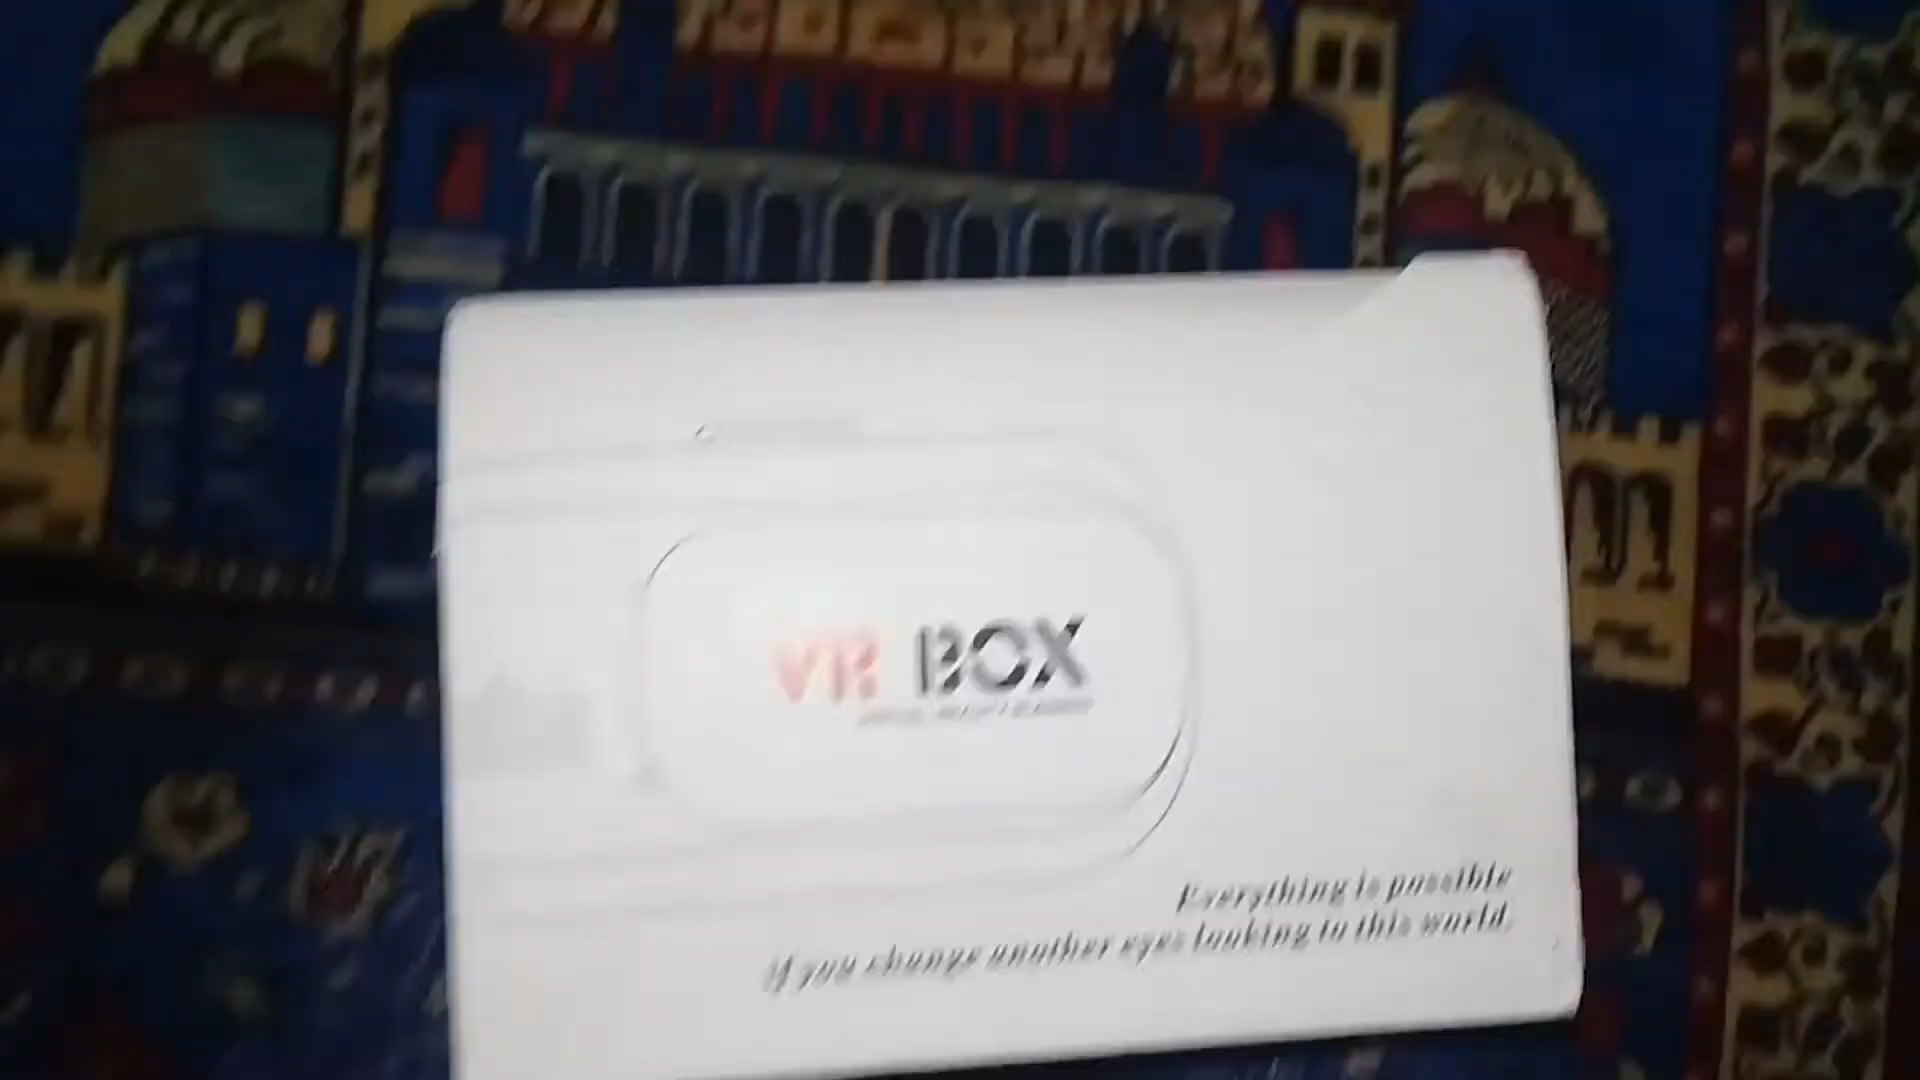 VR BOX
Everything is possible
if you change another eyes looking to this world.